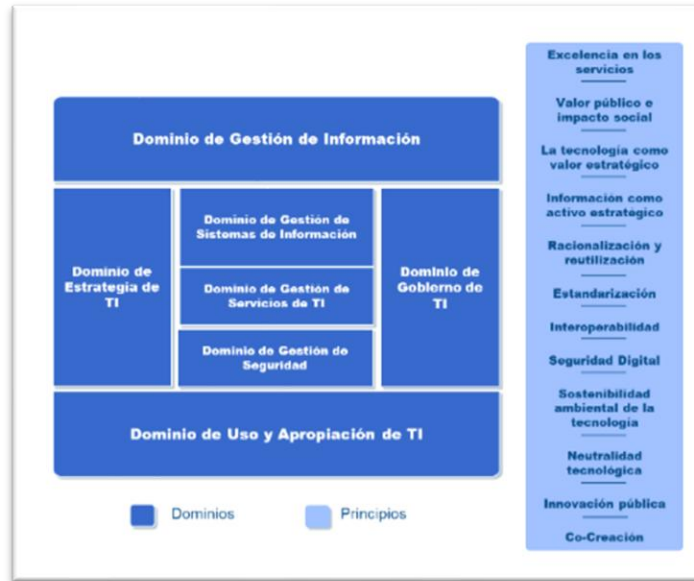 Dominio de Gestión de Información
Dominio de
Estrategia de
TI
Dominio de Gestión de
Sistemas de Información
Dominio de Gestión de
Servicios de TI
Dominio de Gestión de
Seguridad
Dominio de
Gobierno de
TI
Dominio de Uso y Apropiación de TI
Dominios
Principios
Excelencia en los
servicios
Valor público e
impacto social
La tecnología como
valor estratégico
Información como
activo estratégico
Racionalización y
reutilización
Estandarización
Interoperabilidad
Seguridad Digital
Sostenibilidad
ambiental de la
tecnología
Neutralidad
tecnológica
Innovación pública
Co-Creación